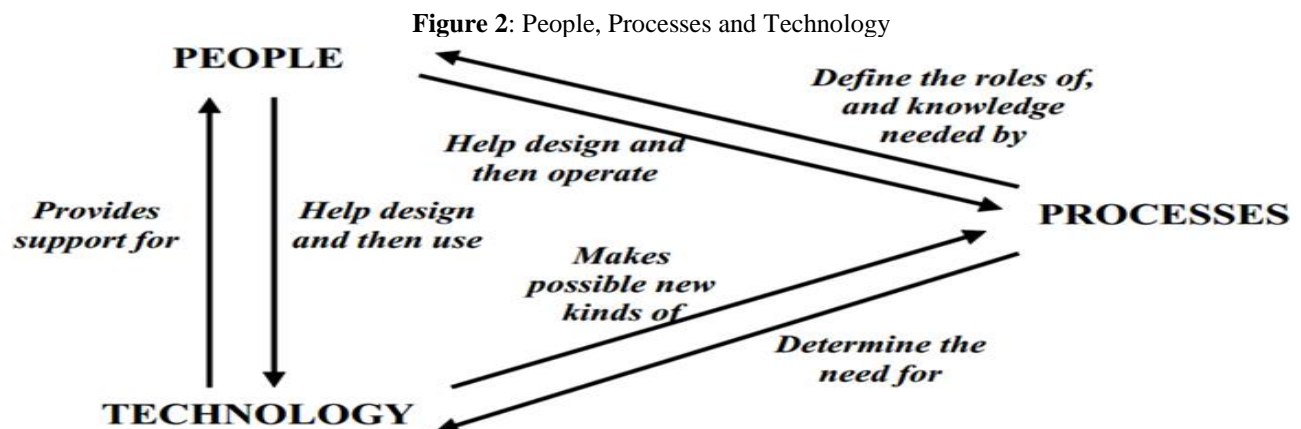 Figure 2: People, Processes and Technology
PEOPLE
Define the roles of,
and knowledge
needed by
Help design and
then operate
Provides
support for
Help design
and then use
PROCESSES
Makes
possible new
kinds of
Determine the
need for
TECHNOLOGY